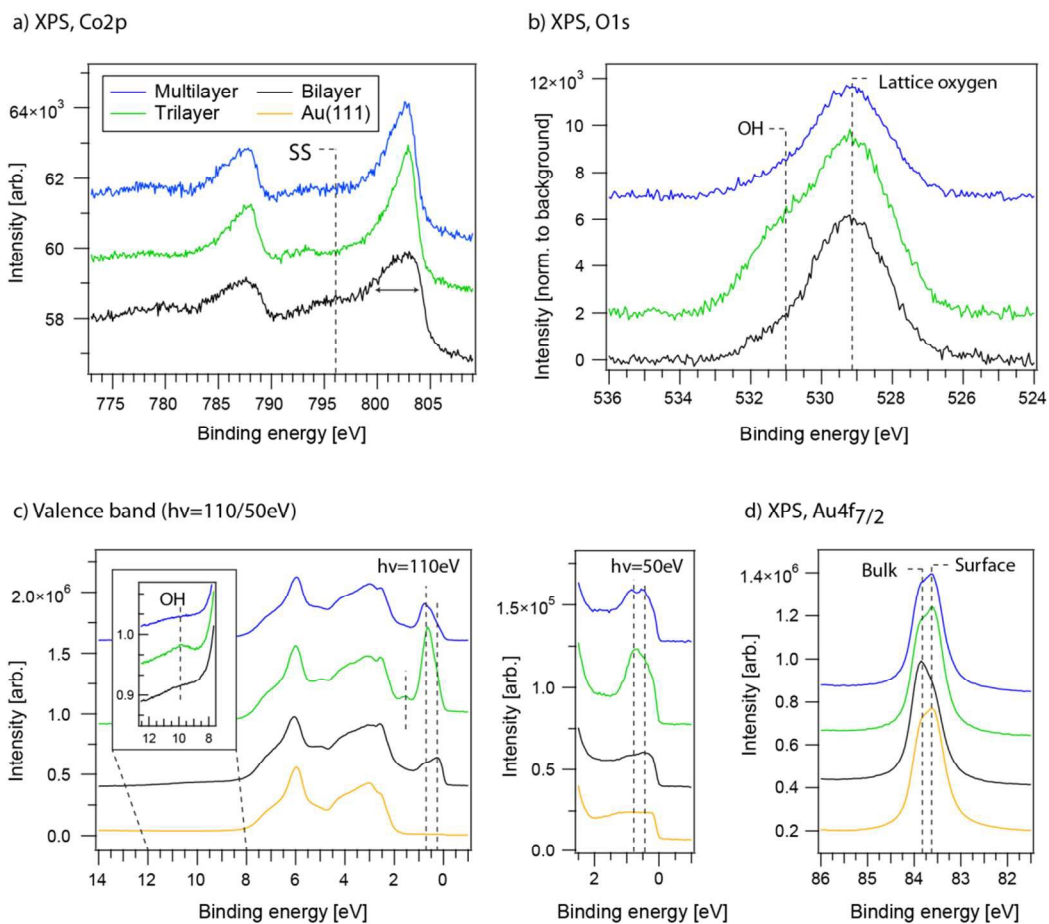 a) XPS, Co2p
64×10³
62
60
58
Intensity [arb.]
Multilayer
Bilayer
Trilayer
Au(111)
SS
775
780
785
790
795
800
805
Binding energy [eV]
b) XPS, O1s
12×10³
10
8
6
4
2
0
Intensity [norm. to background]
Lattice oxygen
OH
536
534
532
530
528
526
524
Binding energy [eV]
c) Valence band (hν=110/50eV)
2.0×10⁶
1.5
1.0
0.5
0.0
Intensity [arb.]
OH
1.0
0.9
12
10
8
hν=110eV
14
12
10
8
6
4
2
0
Binding energy [eV]
hν=50eV
1.5×10⁵
1.0
0.5
0.0
Intensity [arb.]
2
0
Binding energy [eV]
d) XPS, Au4f7/2
1.4×10⁶
1.2
1.0
0.8
0.6
0.4
0.2
Intensity [arb.]
Bulk
Surface
86
84
82
Binding energy [eV]